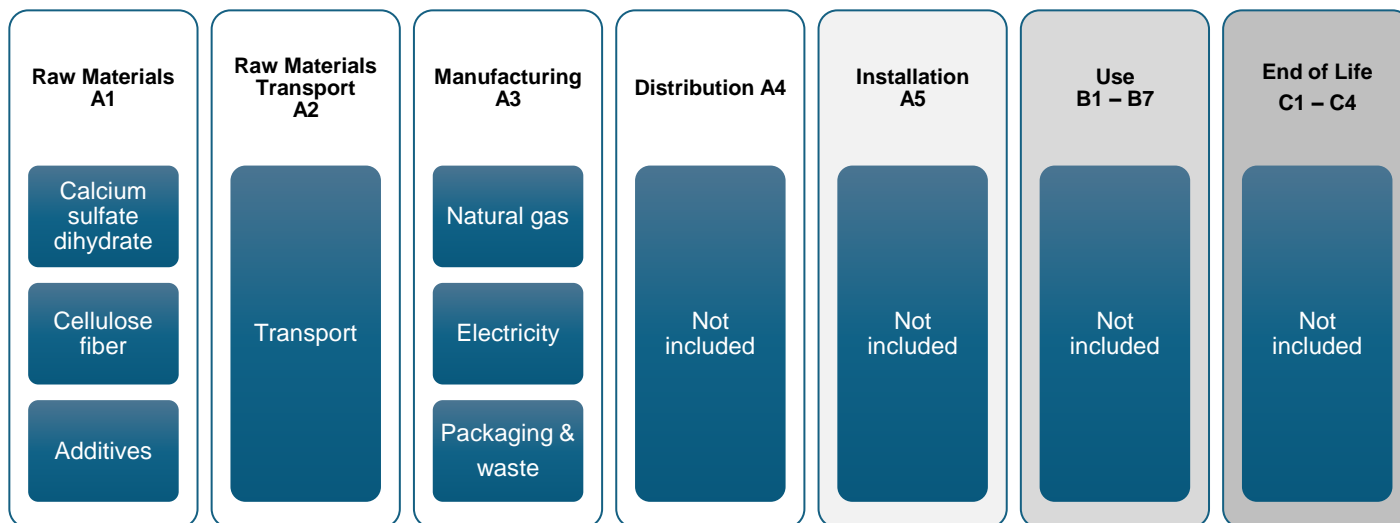 Raw Materials
A1
Calcium
sulfate
dihydrate
Cellulose
fiber
Additives
Raw Materials
Transport
A2
Transport
Manufacturing
A3
Natural gas
Electricity
Packaging &
waste
Distribution A4
Not
included
Installation
A5
Not
included
Use
B1 – B7
Not
included
End of Life
C1 – C4
Not
included